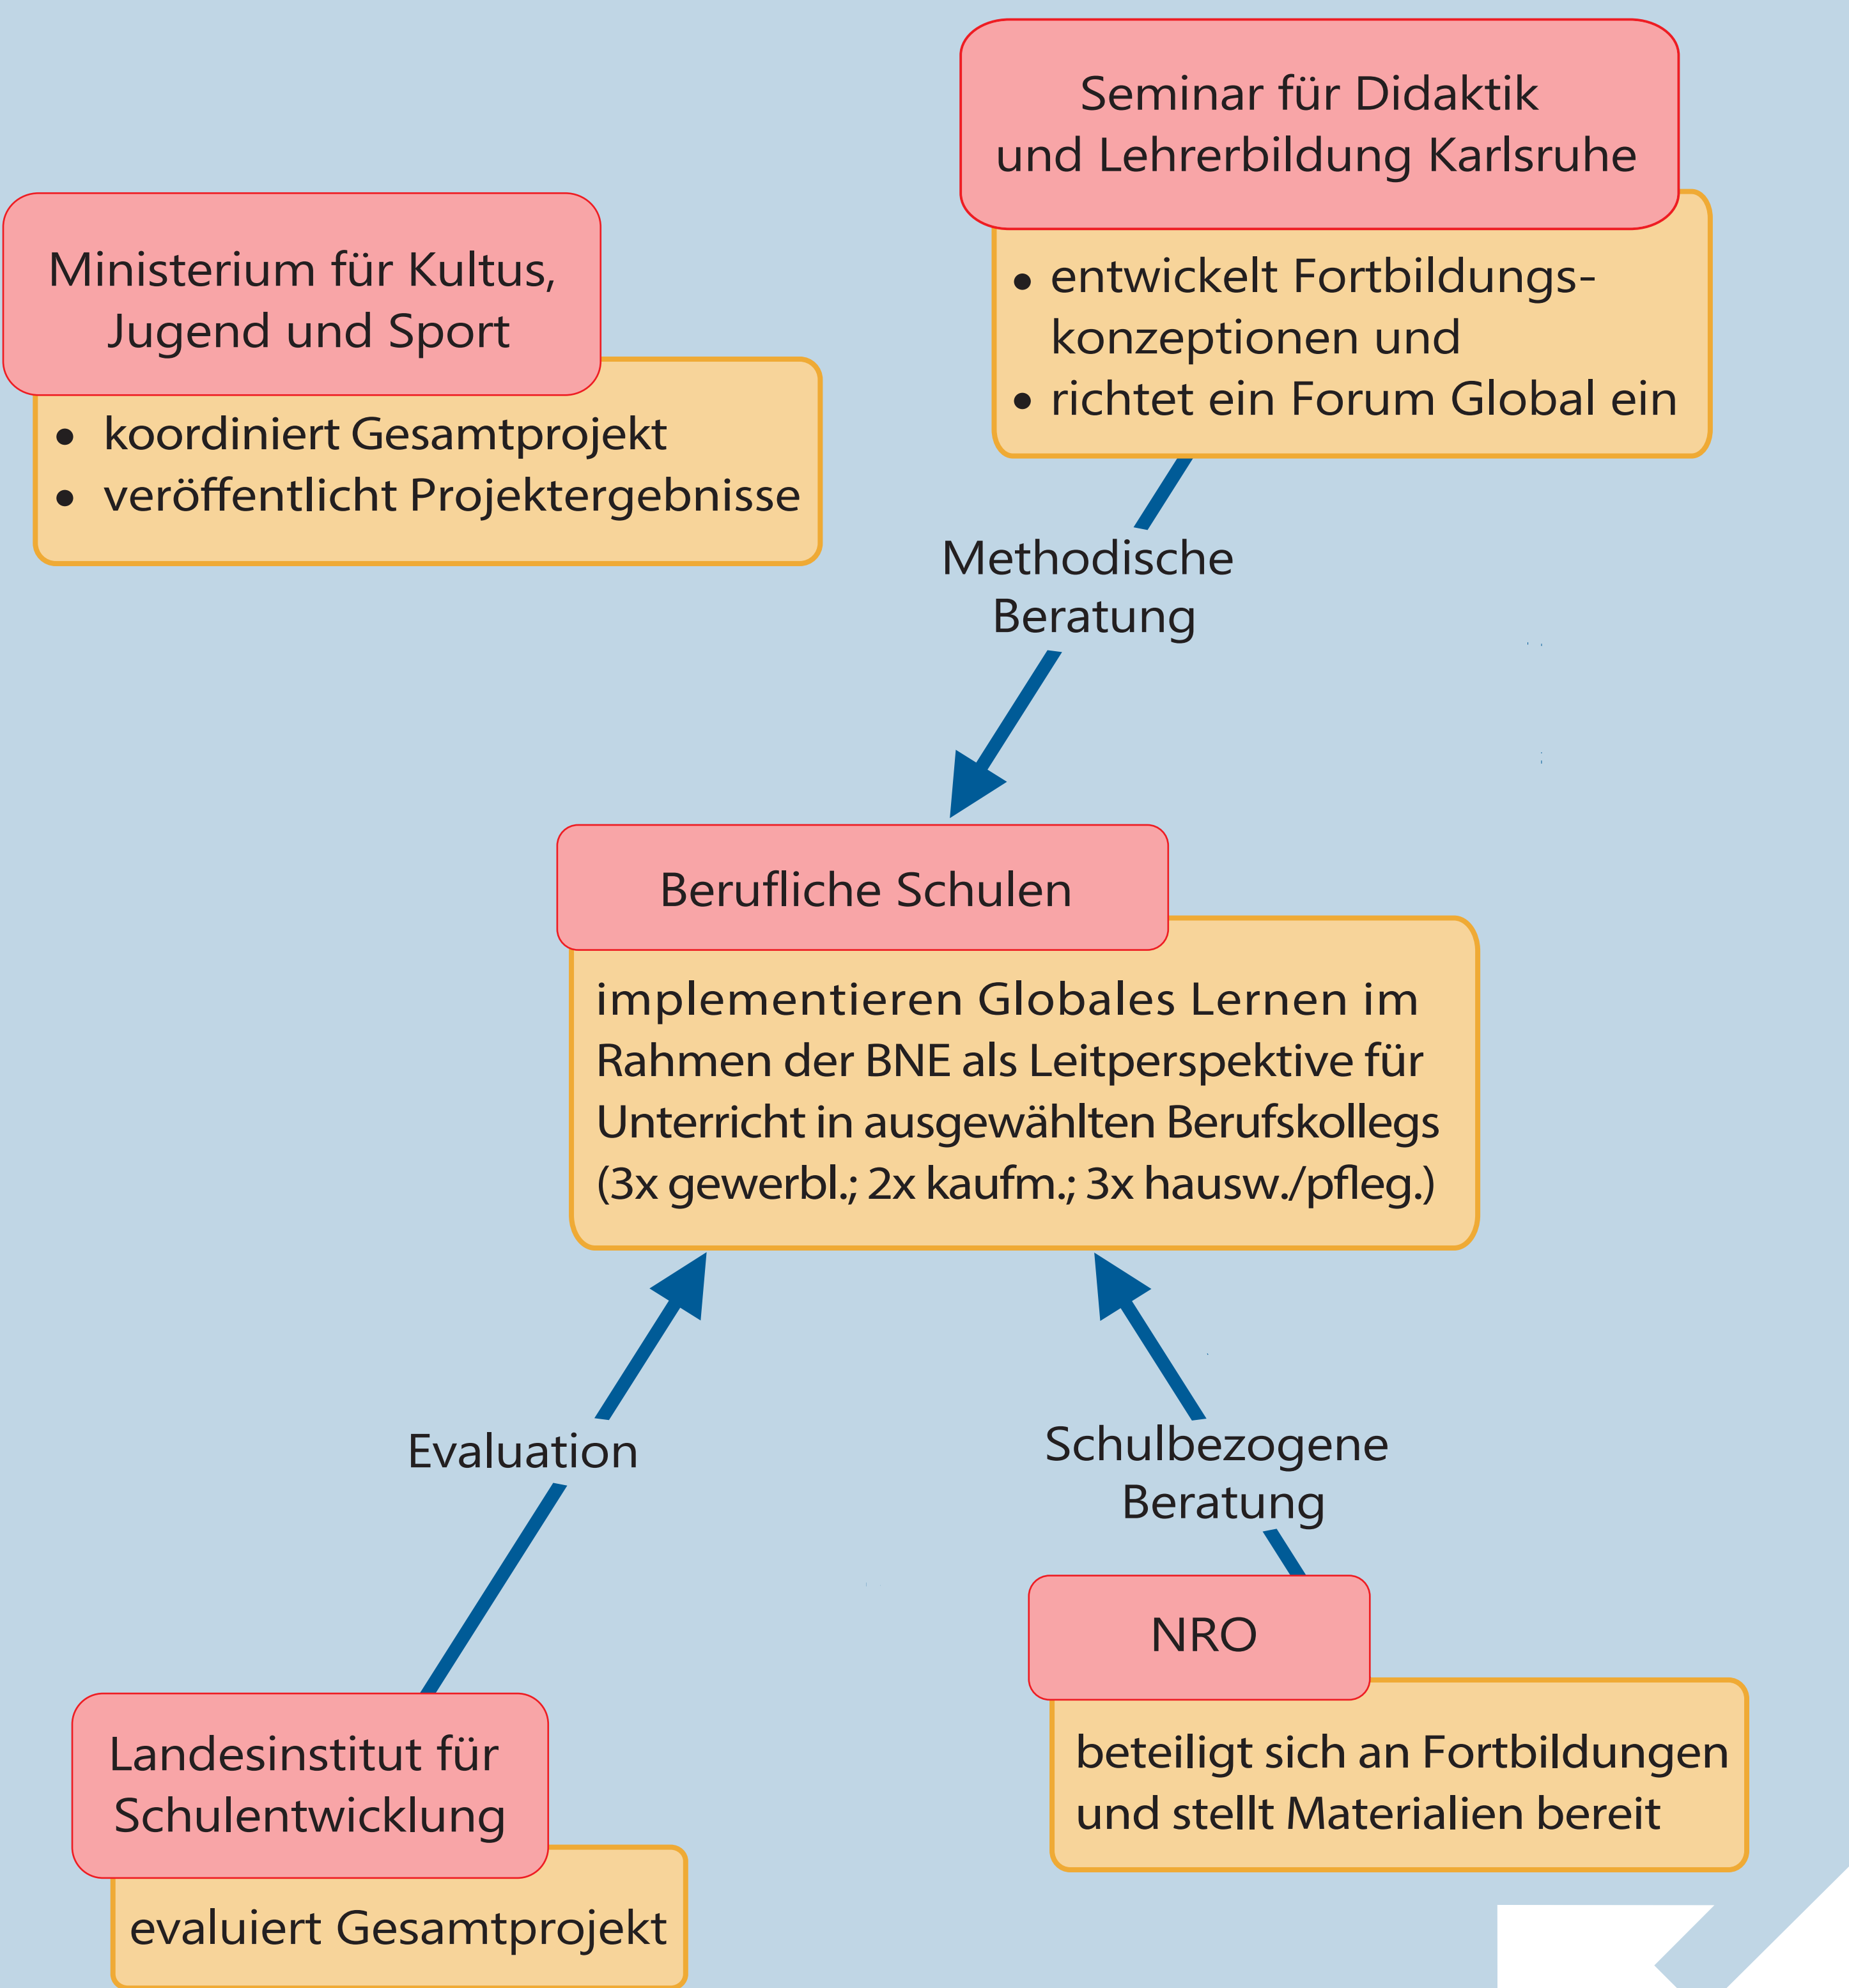 Seminar für Didaktik
und Lehrerbildung Karlsruhe
• entwickelt Fortbildungs-
konzeptionen und
• richtet ein Forum Global ein
Ministerium für Kultus,
Jugend und Sport
• koordiniert Gesamtprojekt
• veröffentlicht Projektergebnisse
Methodische
Beratung
Berufliche Schulen
implementieren Globales Lernen im
Rahmen der BNE als Leitperspektive für
Unterricht in ausgewählten Berufskollegs
(3x gewerbl.; 2x kaufm.; 3x hausw./pfleg.)
Evaluation
Schulbezogene
Beratung
NRO
beteiligt sich an Fortbildungen
und stellt Materialien bereit
Landesinstitut für
Schulentwicklung
evaluiert Gesamtprojekt